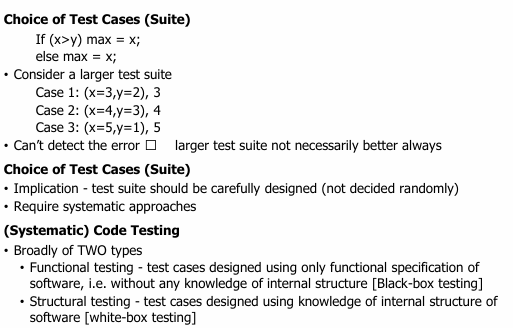 Choice of Test Cases (Suite)
If (x>y) max = x;
else max = x;
• Consider a larger test suite
Case 1: (x=3,y=2), 3
Case 2: (x=4,y=3), 4
Case 3: (x=5,y=1), 5
• Can't detect the error □ larger test suite not necessarily better always
Choice of Test Cases (Suite)
• Implication - test suite should be carefully designed (not decided randomly)
• Require systematic approaches
(Systematic) Code Testing
• Broadly of TWO types
• Functional testing - test cases designed using only functional specification of
software, i.e. without any knowledge of internal structure [Black-box testing]
• Structural testing - test cases designed using knowledge of internal structure of
software [white-box testing]